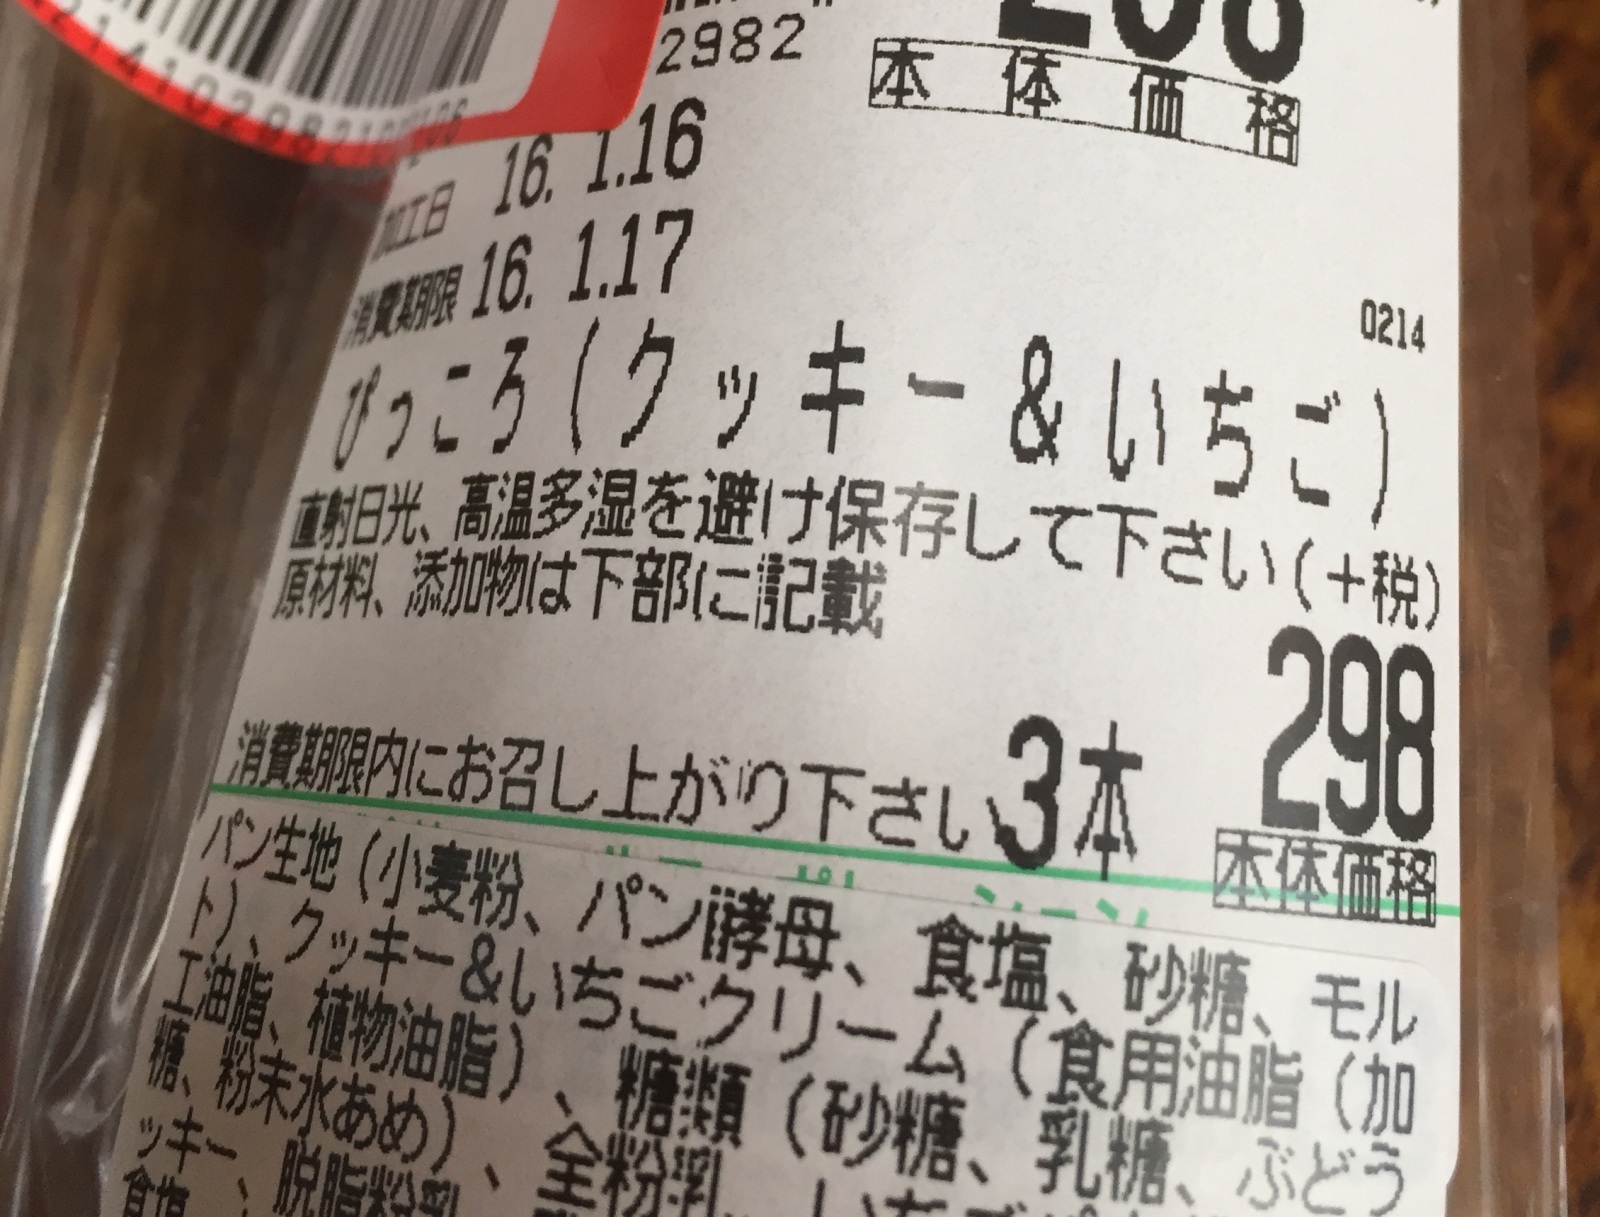 2982
本体価格
加工日 16. 1.16
消費期限 16. 1.17
0214
ぴっころ(クッキー&いちご)
直射日光、高温多湿を避け保存して下さい(+税)
原材料、添加物は下部に記載
298
消費期限内にお召し上がり下さい 3本
本体価格
パン生地(小麦粉、パン酵母、食塩、砂糖、モル
ト)、クッキー&いちごクリーム(食用油脂(加
工油脂、植物油脂)、糖類(砂糖、乳糖、ぶどう
糖、粉末水あめ)、全粉乳、いちご
ッキー、脱脂粉乳
食塩、